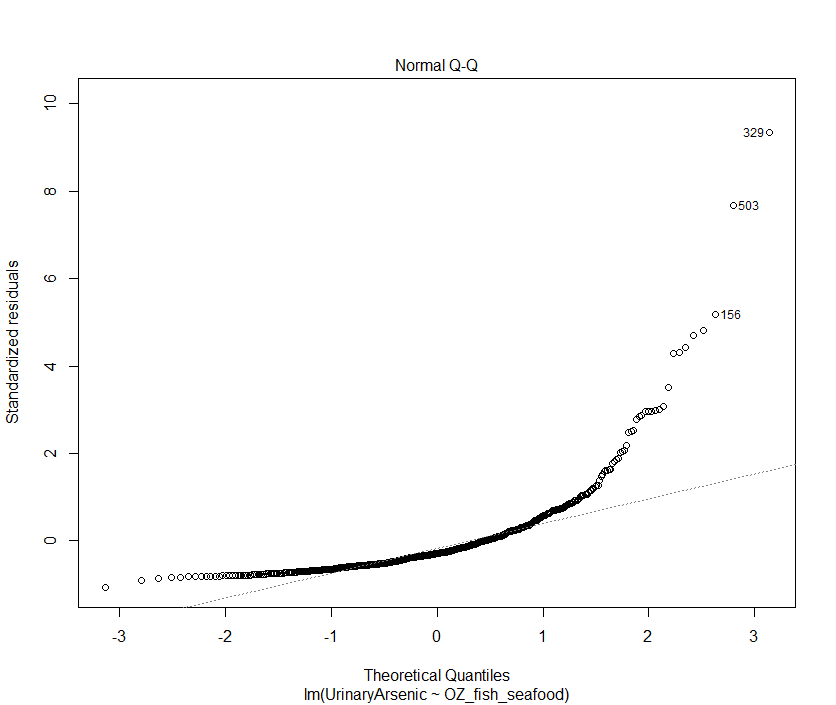 Normal Q-Q
10
8
6
4
2
0
Standardized residuals
329
503
156
-3 -2 -1 0 1 2 3
Theoretical Quantiles
lm(UrinaryArsenic ~ OZ_fish_seafood)